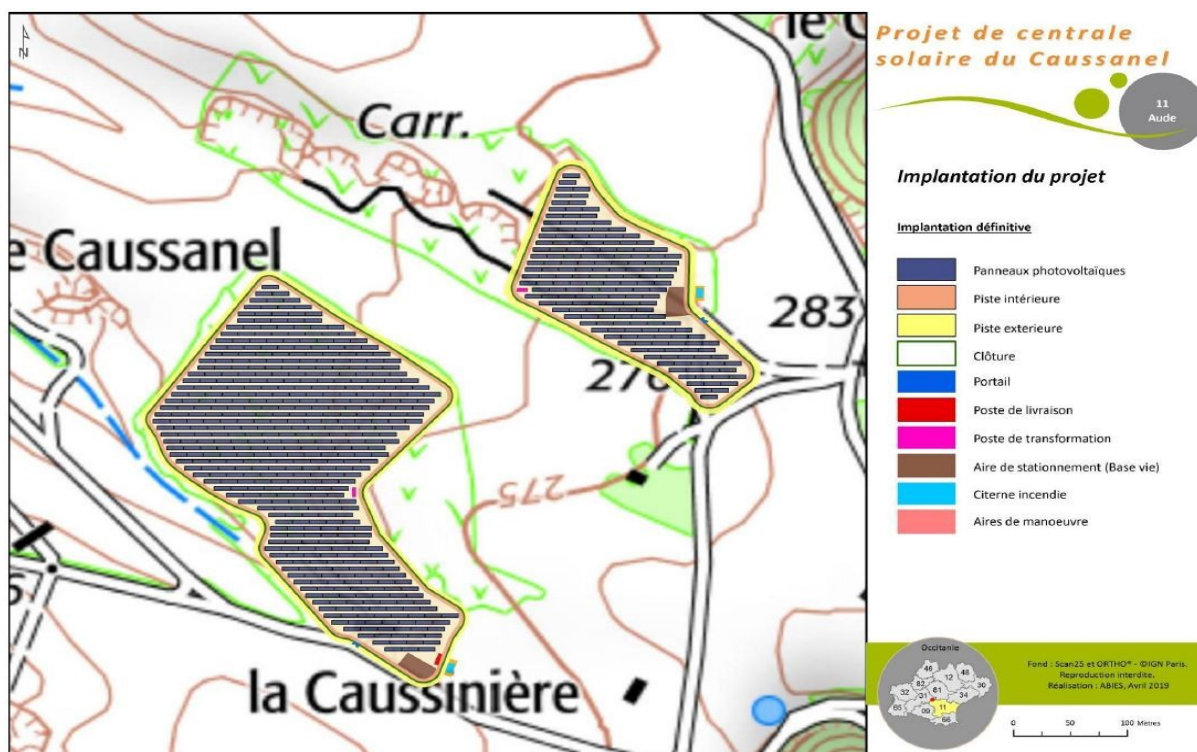 N
le C
Carr.
e Caussanel
283
276
275
6
la Caussinière
Projet de centrale
solaire du Caussanel
11
Aude
Implantation du projet
Implantation définitive
Panneaux photovoltaïques
Piste intérieure
Piste exterieure
Clôture
Portail
Poste de livraison
Poste de transformation
Aire de stationnement (Base vie)
Citerne incendie
Aires de manoeuvre
Occitanie
46
12
48
82
30
32
31
81
34
65
09
11
66
Fond : Scan25 et ORTHO® - ©IGN Paris.
Reproduction interdite.
Réalisation : ABIES, Avril 2019
0 50 100 Mètres